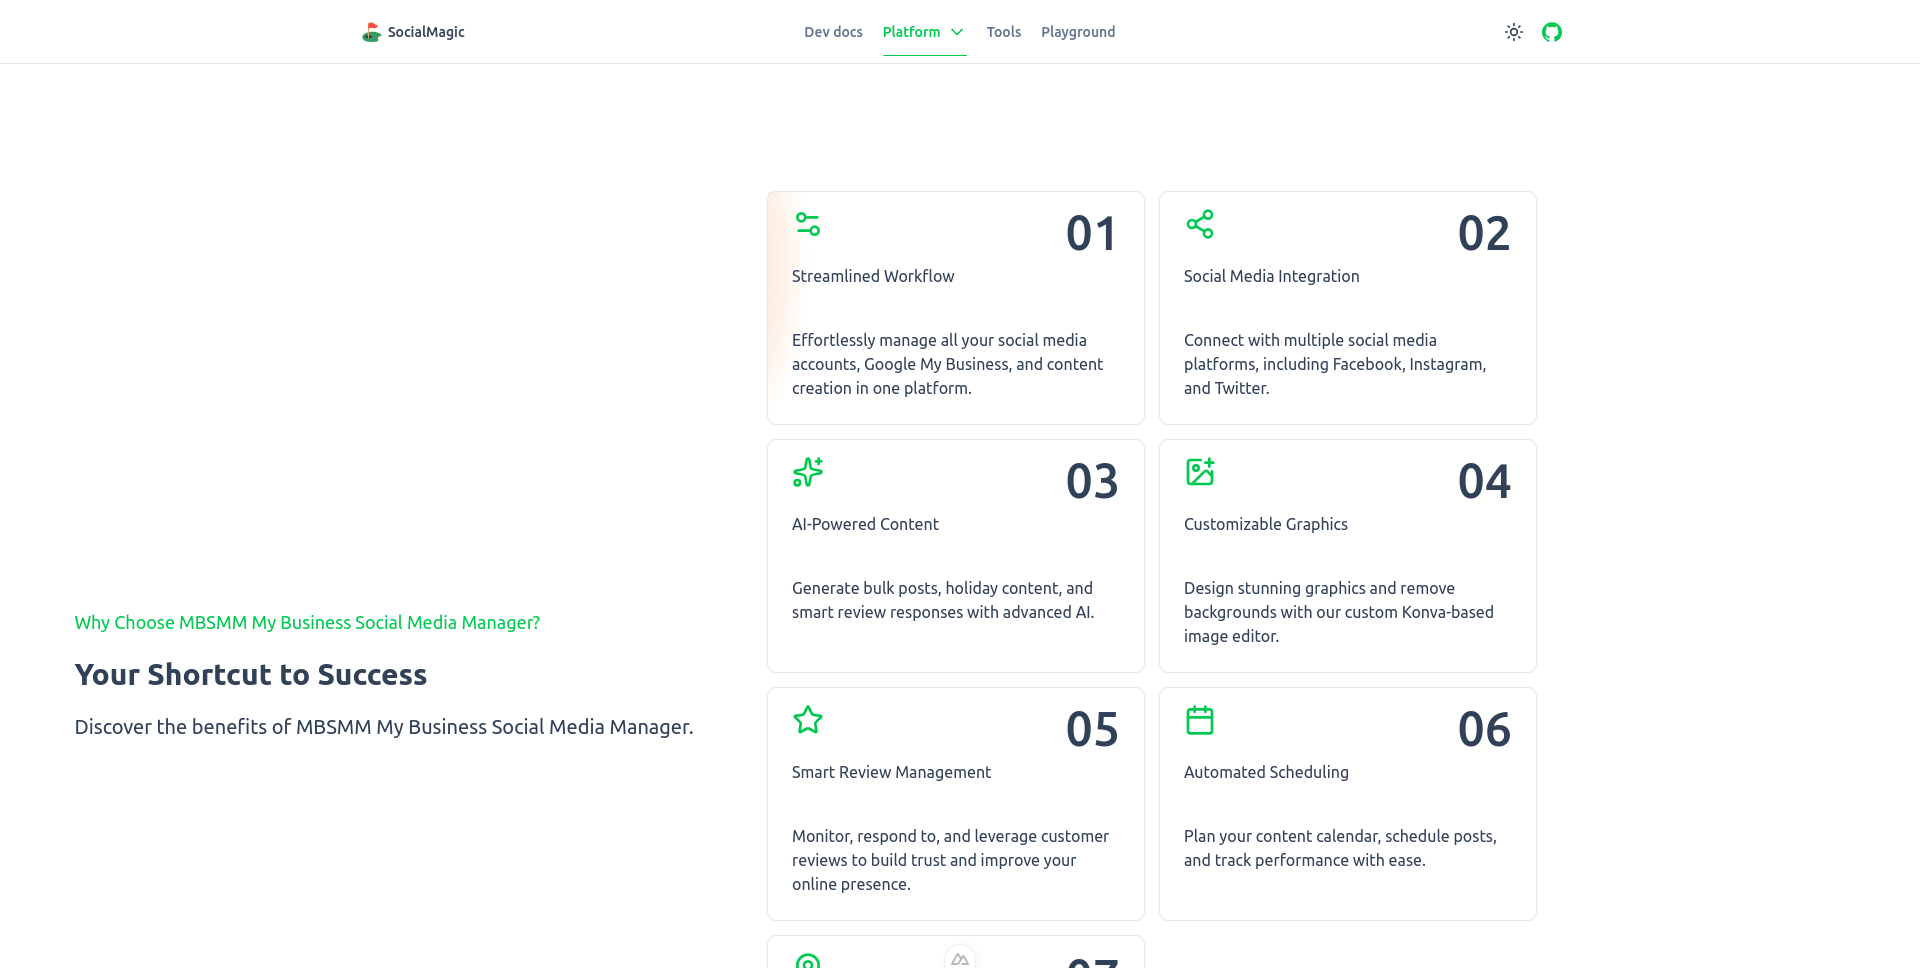 SocialMagic
Dev docs
Platform
Tools
Playground
Why Choose MBSMM My Business Social Media Manager?
Your Shortcut to Success
Discover the benefits of MBSMM My Business Social Media Manager.
01
Streamlined Workflow
Effortlessly manage all your social media
accounts, Google My Business, and content
creation in one platform.
02
Social Media Integration
Connect with multiple social media
platforms, including Facebook, Instagram,
and Twitter.
03
AI-Powered Content
Generate bulk posts, holiday content, and
smart review responses with advanced AI.
04
Customizable Graphics
Design stunning graphics and remove
backgrounds with our custom Konva-based
image editor.
05
Smart Review Management
Monitor, respond to, and leverage customer
reviews to build trust and improve your
online presence.
06
Automated Scheduling
Plan your content calendar, schedule posts,
and track performance with ease.
07